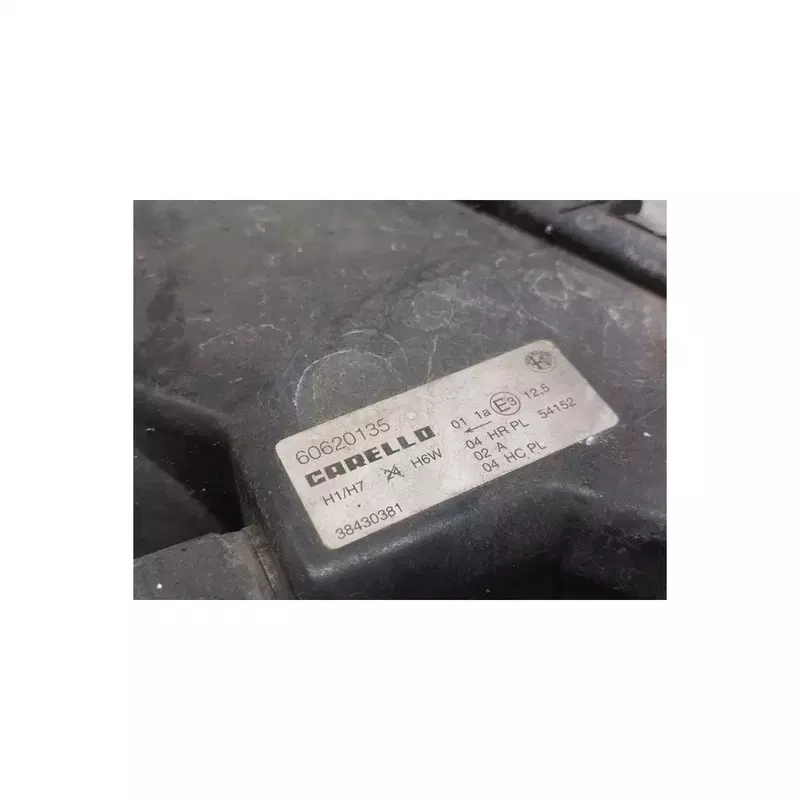 60620135
CARELLO
H1/H7 24 H6W
38430381
01 1a E3 12,5
04 HR PL 54152
02 A
04 HC PL